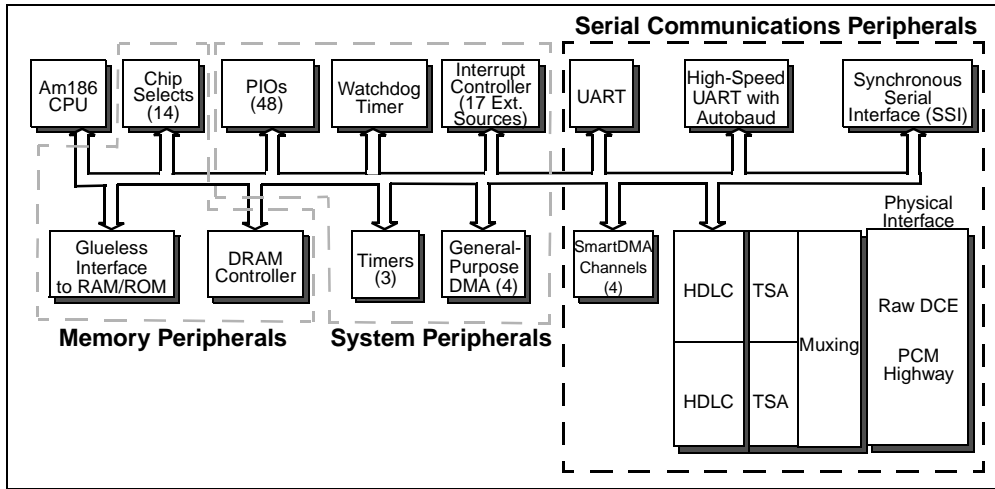 Serial Communications Peripherals
Am186
CPU
Chip
Selects
(14)
PIOs
(48)
Watchdog
Timer
Interrupt
Controller
(17 Ext.
Sources)
UART
High-Speed
UART with
Autobaud
Synchronous
Serial
Interface (SSI)
Glueless
Interface
to RAM/ROM
DRAM
Controller
Timers
(3)
General-
Purpose
DMA (4)
SmartDMA
Channels
(4)
HDLC
TSA
HDLC
TSA
Muxing
Physical
Interface
Raw DCE
PCM
Highway
Memory Peripherals
System Peripherals